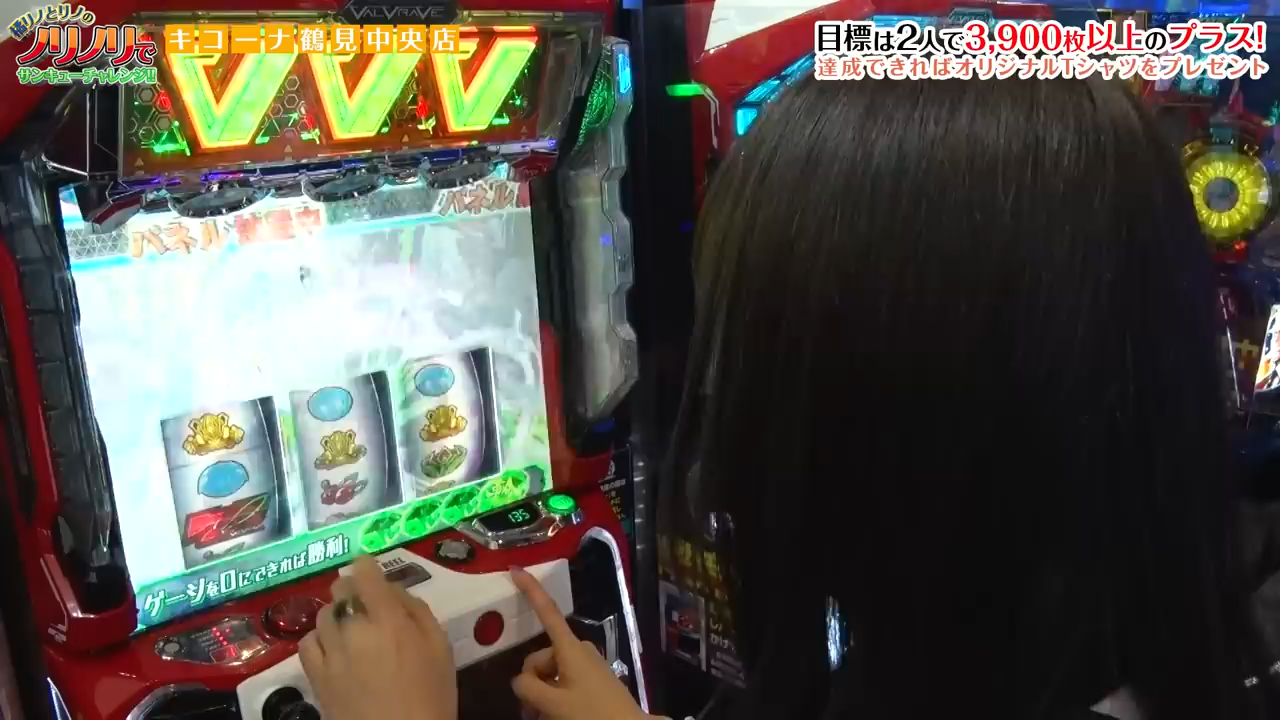 橘リノとリノの
ノリノリで
サンキューチャレンジ!!
キコーナ鶴見中央店
目標は2人で3,900枚以上のプラス!
達成できればオリジナルTシャツをプレゼント
VALVRAVE
VVV
パネル
パネル
ゲージを0にできれば勝利!
135
REEL